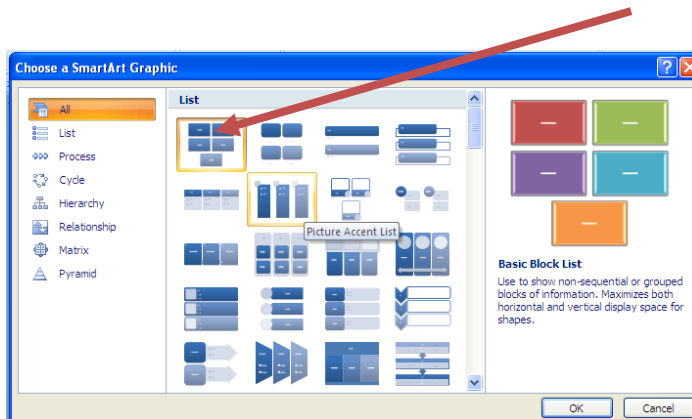 Choose a SmartArt Graphic
All
List
Process
Cycle
Hierarchy
Relationship
Matrix
Pyramid
List
Picture Accent List
Basic Block List
Use to show non-sequential or grouped
blocks of information. Maximizes both
horizontal and vertical display space for
shapes.
OK
Cancel